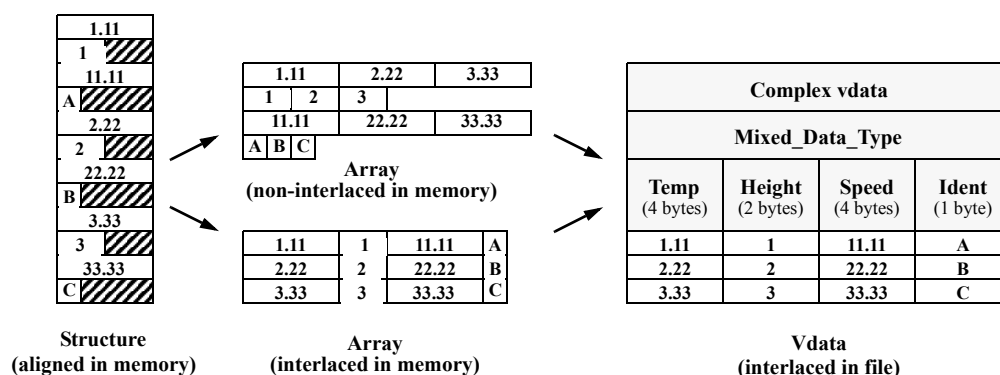 1.11
1
11.11
A
2.22
2
22.22
B
3.33
3
33.33
C
Structure
(aligned in memory)
1.11 2.22 3.33
1 2 3
11.11 22.22 33.33
A B C
Array
(non-interlaced in memory)
1.11 1 11.11 A
2.22 2 22.22 B
3.33 3 33.33 C
Array
(interlaced in memory)
Complex vdata
Mixed_Data_Type
Temp Height Speed Ident
(4 bytes) (2 bytes) (4 bytes) (1 byte)
1.11 1 11.11 A
2.22 2 22.22 B
3.33 3 33.33 C
Vdata
(interlaced in file)